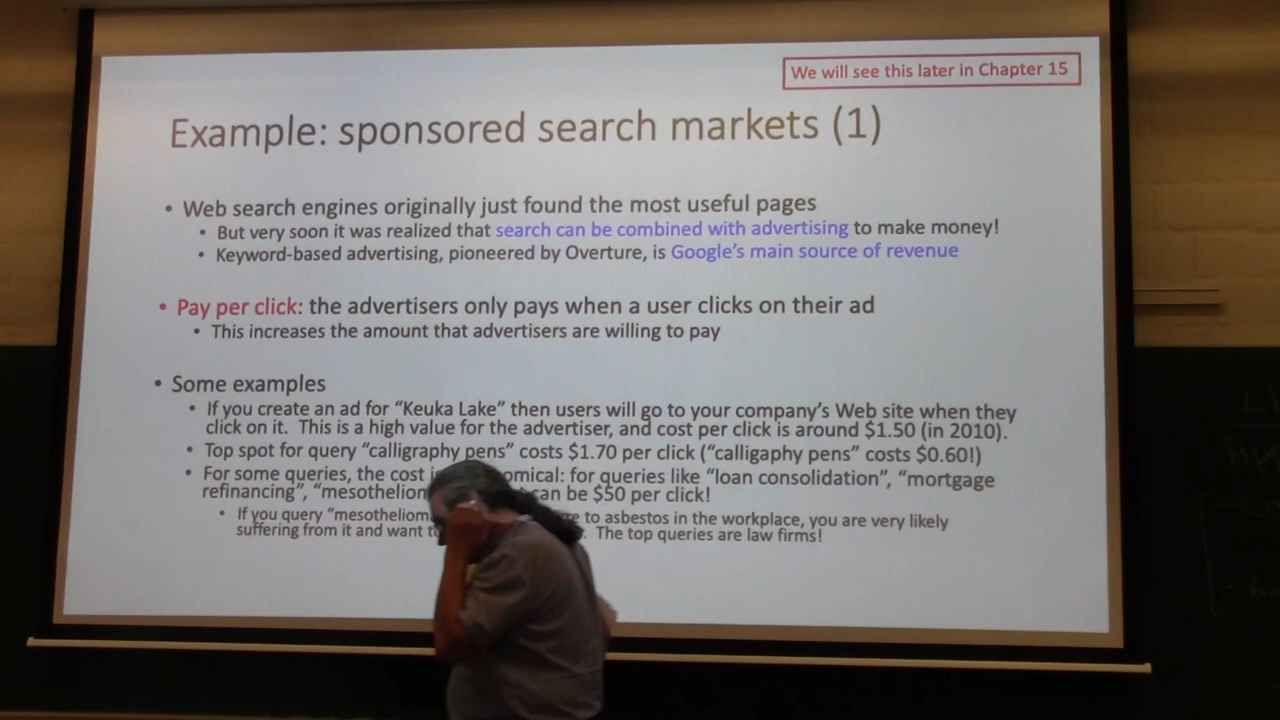 We will see this later in Chapter 15
Example: sponsored search markets (1)
• Web search engines originally just found the most useful pages
• But very soon it was realized that search can be combined with advertising to make money!
• Keyword-based advertising, pioneered by Overture, is Google's main source of revenue
• Pay per click: the advertisers only pays when a user clicks on their ad
• This increases the amount that advertisers are willing to pay
• Some examples
• If you create an ad for "Keuka Lake" then users will go to your company's Web site when they
click on it. This is a high value for the advertiser, and cost per click is around $1.50 (in 2010).
• Top spot for query "calligraphy pens" costs $1.70 per click ("calligaphy pens" costs $0.60!)
• For some queries, the cost is for queries like "loan consolidation", "mortgage
refinancing", can be $50 per click!
• If you query to asbestos in the workplace, you are very likely
suffering from it and want The top queries are law firms!